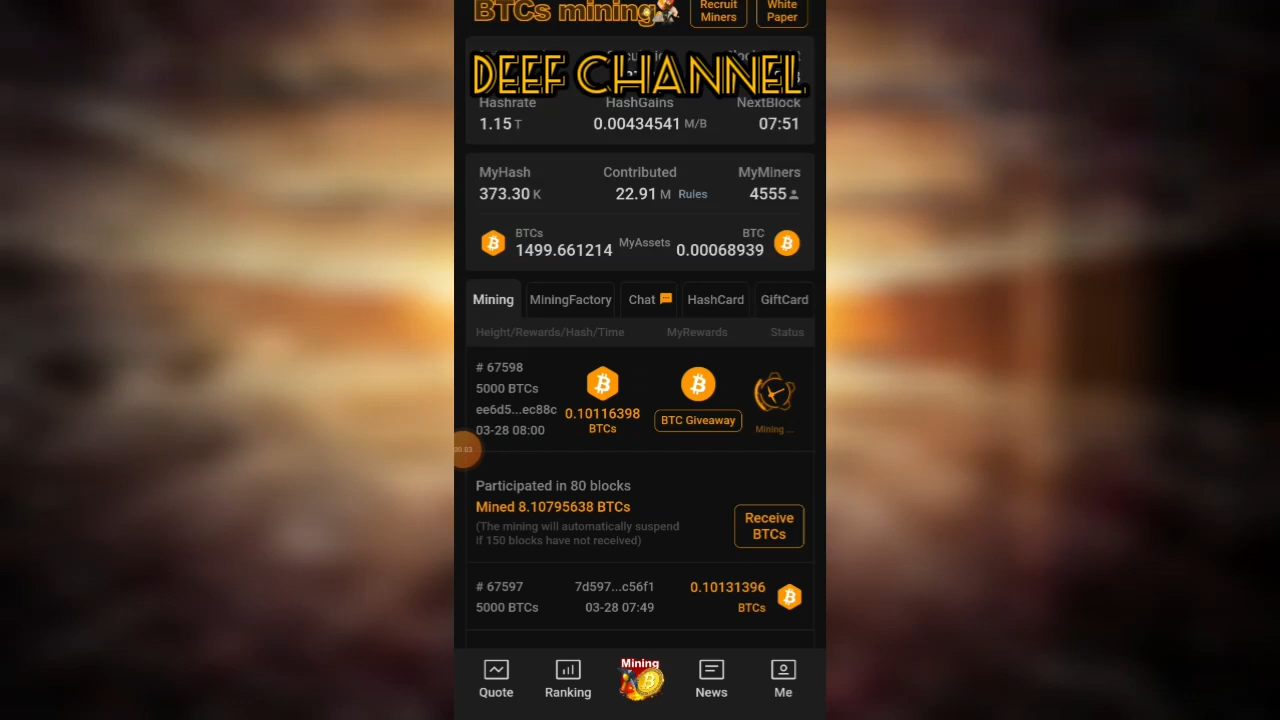 BTCs mining
Recruit Miners
White Paper
DEEF CHANNEL
Hashrate HashGains NextBlock
1.15 T 0.00434541 M/B 07:51
MyHash Contributed MyMiners
373.30 K 22.91 M Rules 4555
BTCs 1499.661214 MyAssets BTC 0.00068939
Mining MiningFactory Chat HashCard GiftCard
Height/Rewards/Hash/Time MyRewards Status
# 67598
5000 BTCs
ee6d5...ec88c
03-28 08:00
0.10116398
BTCs
BTC Giveaway
Mining ...
00:03
Participated in 80 blocks
Mined 8.10795638 BTCs
(The mining will automatically suspend
if 150 blocks have not received)
Receive
BTCs
# 67597 7d597...c56f1 0.10131396
5000 BTCs 03-28 07:49 BTCs
Mining
Quote Ranking News Me